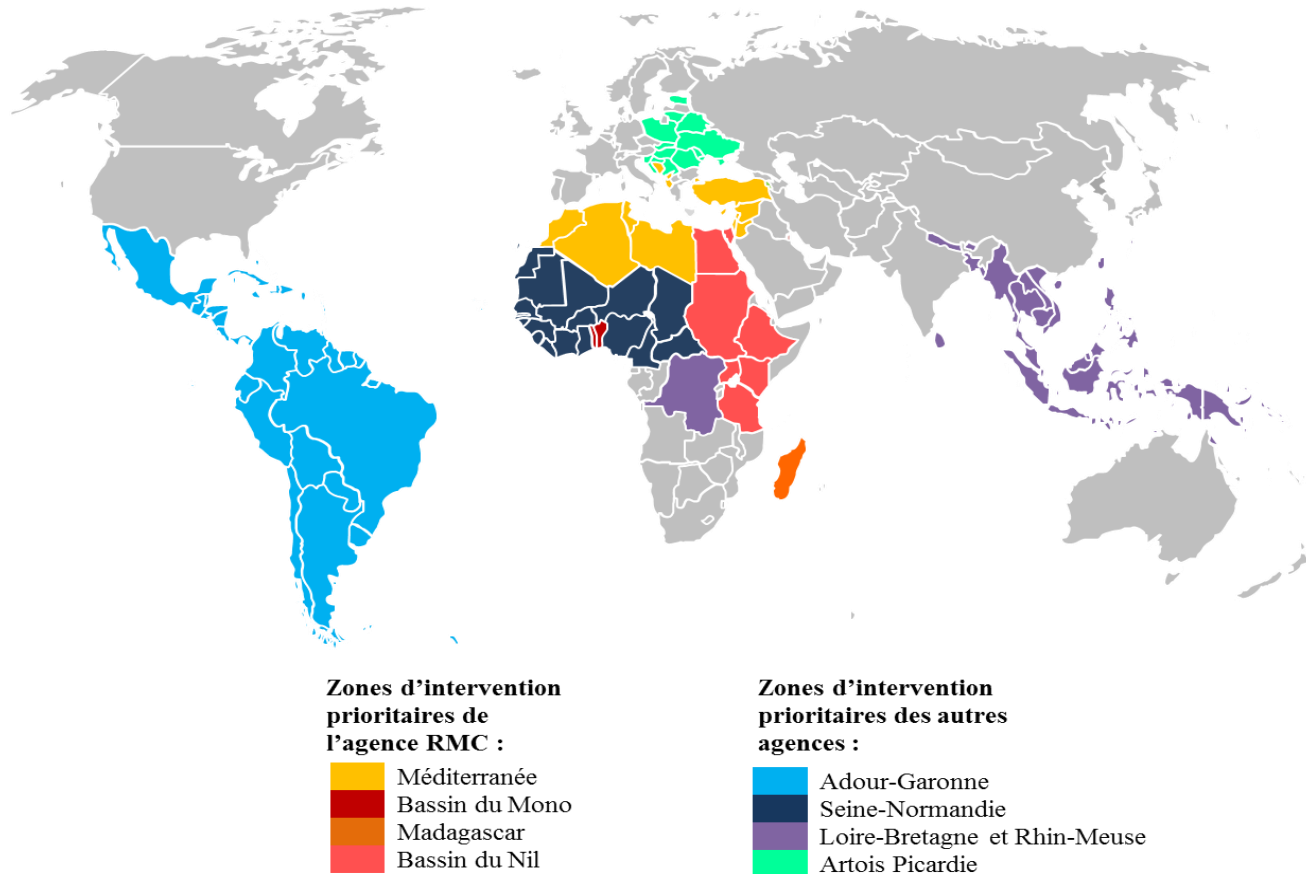 Zones d’intervention
prioritaires de
l’agence RMC :
Méditerranée
Bassin du Mono
Madagascar
Bassin du Nil
Zones d’intervention
prioritaires des autres
agences :
Adour-Garonne
Seine-Normandie
Loire-Bretagne et Rhin-Meuse
Artois Picardie